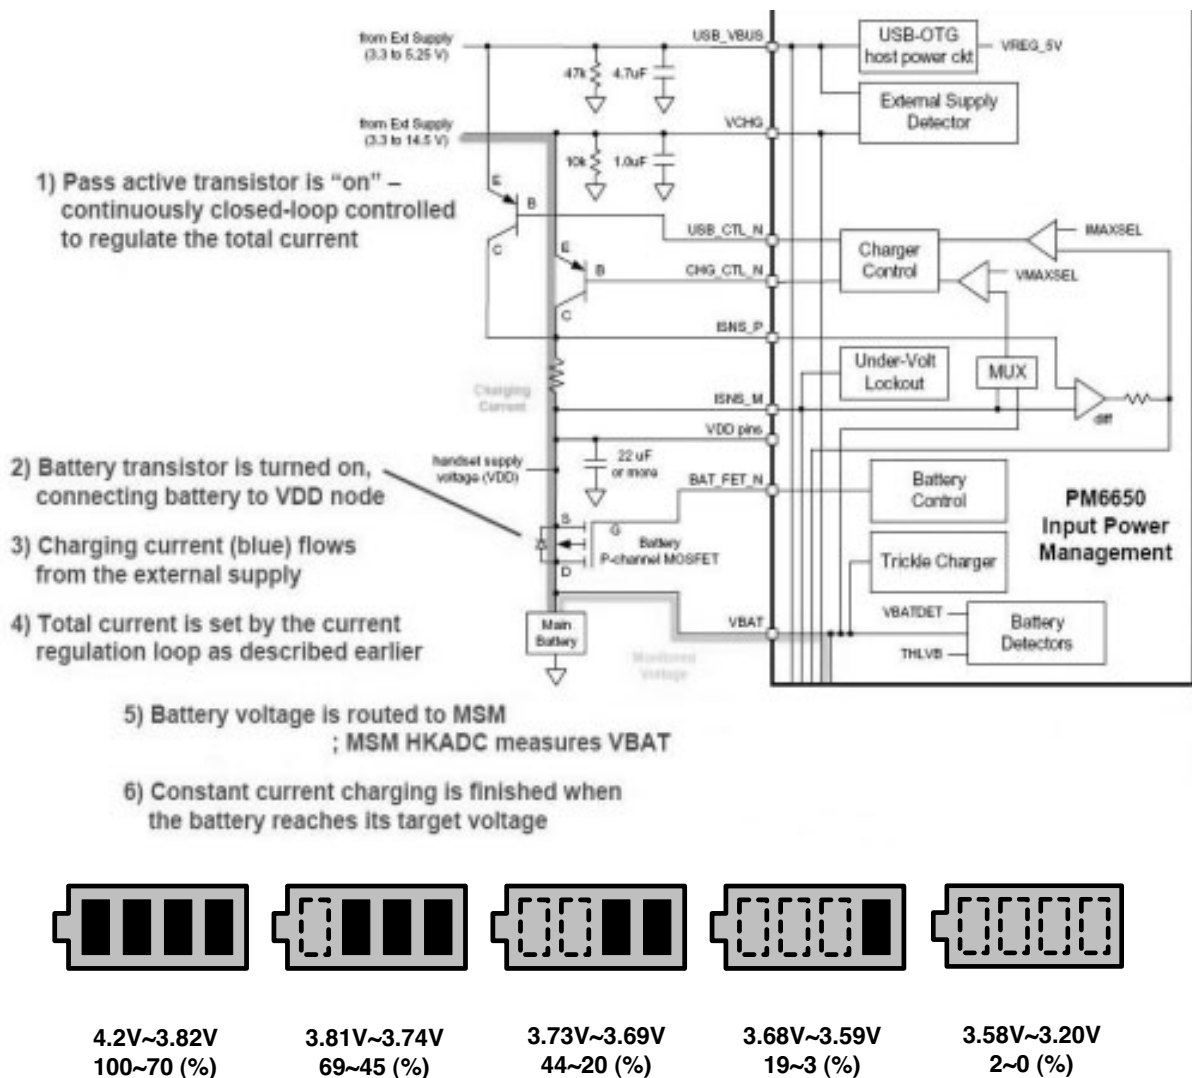 from Ext Supply
(3.3 to 5.25 V)
USB_VBUS
USB-OTG
host power ckt
VREG_5V
47k
4.7uF
External Supply
Detector
from Ext Supply
(3.3 to 14.5 V)
VCHG
10k
1.0uF
1) Pass active transistor is “on” –
continuously closed-loop controlled
to regulate the total current
E
B
C
USB_CTL_N
Charger
Control
IMAXSEL
E
B
C
CHG_CTL_N
VMAXSEL
ISNS_P
Under-Volt
Lockout
MUX
Charging
Current
ISNS_M
diff
VDD pins
2) Battery transistor is turned on,
connecting battery to VDD node
handset supply
voltage (VDD)
22 uF
or more
BAT_FET_N
Battery
Control
PM6650
Input Power
Management
S
G
D
Battery
P-channel MOSFET
3) Charging current (blue) flows
from the external supply
Trickle Charger
4) Total current is set by the current
regulation loop as described earlier
Main
Battery
VBAT
Monitored
Voltage
VBATDET
THLVB
Battery
Detectors
5) Battery voltage is routed to MSM
; MSM HKADC measures VBAT
6) Constant current charging is finished when
the battery reaches its target voltage
4.2V~3.82V
100~70 (%)
3.81V~3.74V
69~45 (%)
3.73V~3.69V
44~20 (%)
3.68V~3.59V
19~3 (%)
3.58V~3.20V
2~0 (%)